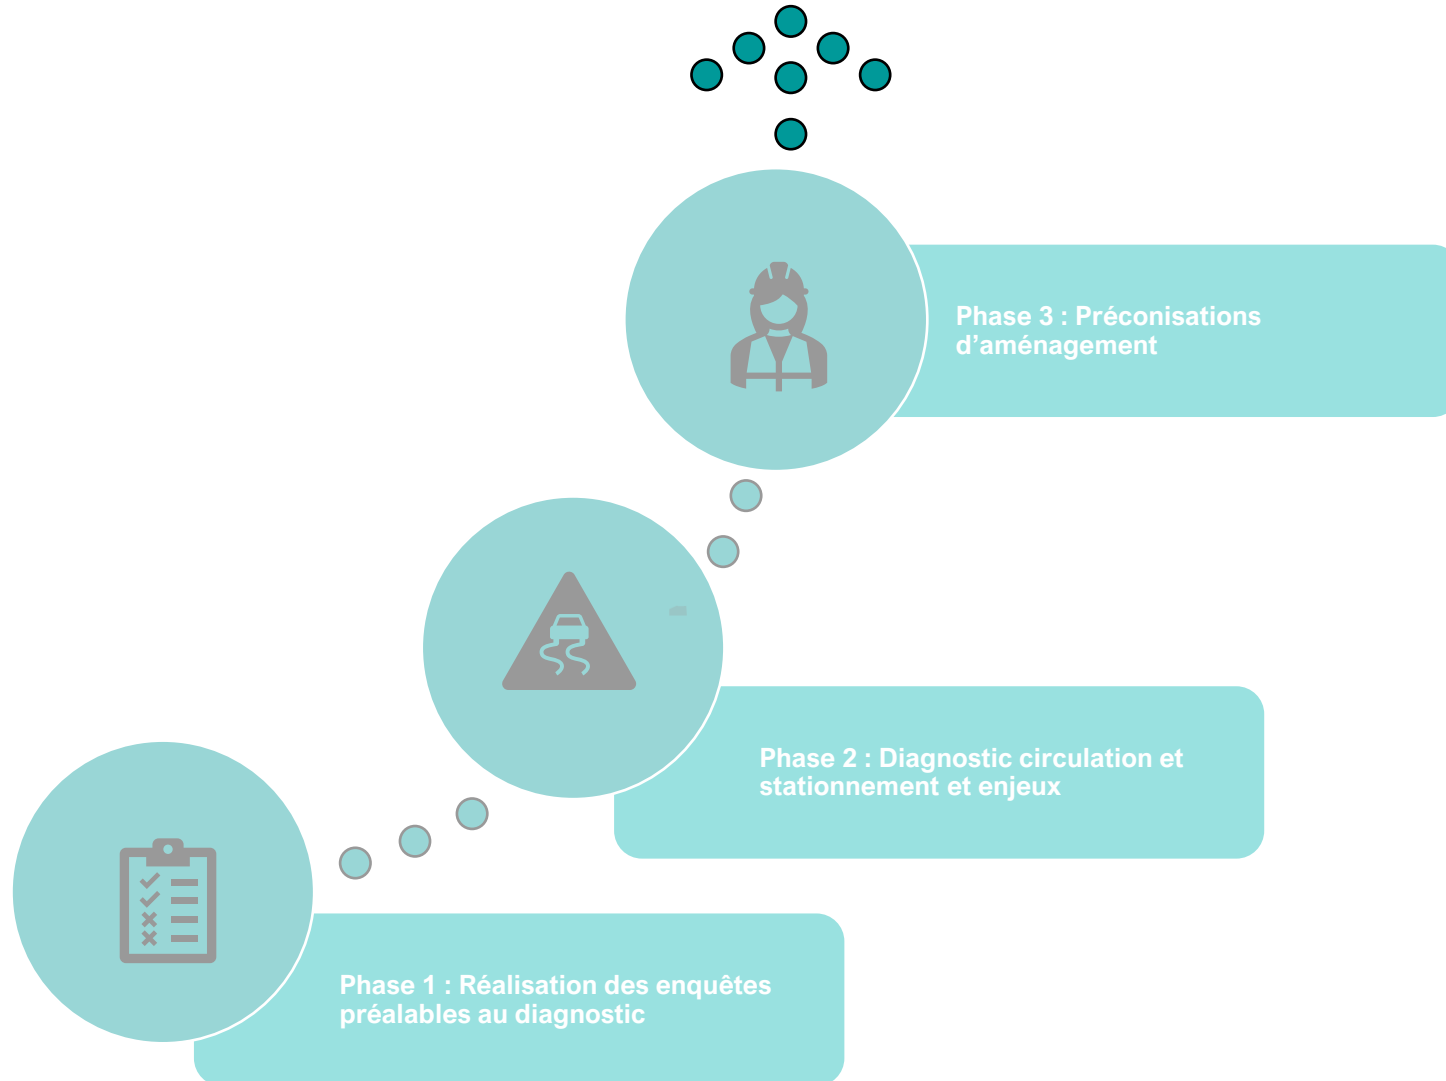 Phase 3 : Préconisations
d’aménagement
Phase 2 : Diagnostic circulation et
stationnement et enjeux
Phase 1 : Réalisation des enquêtes
préalables au diagnostic